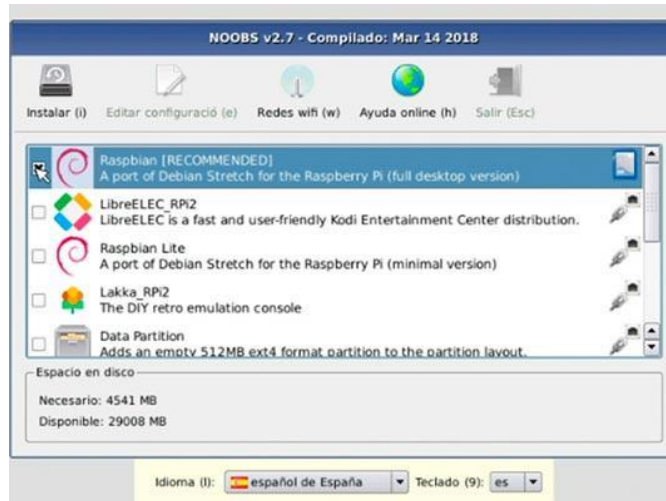 NOOBS v2.7 - Compilado: Mar 14 2018
Instalar (i) Editar configuració (e) Redes wifi (w) Ayuda online (h) Salir (Esc)
Raspbian [RECOMMENDED]
A port of Debian Stretch for the Raspberry Pi (full desktop version)
LibreELEC_RPi2
LibreELEC is a fast and user-friendly Kodi Entertainment Center distribution.
Raspbian Lite
A port of Debian Stretch for the Raspberry Pi (minimal version)
Lakka_RPi2
The DIY retro emulation console
Data Partition
Adds an empty 512MB ext4 format partition to the partition layout.
Espacio en disco
Necesario: 4541 MB
Disponible: 29008 MB
Idioma (l): español de España Teclado (9): es